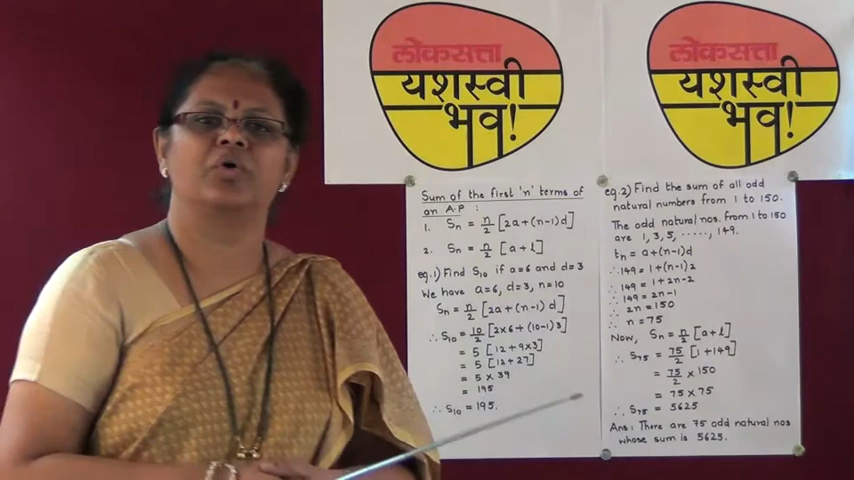 लोकसत्ता
यशस्वी
भव!
लोकसत्ता
यशस्वी
भव!
Sum of the first 'n' terms of
an A.P :
1. Sn = n/2 [2a+(n-1)d]
2. Sn = n/2 [a+l]
eg.1) Find S10 if a=6 and d=3
We have a=6, d=3, n=10
Sn = n/2 [2a+(n-1)d]
∴ S10 = 10/2 [2x6+(10-1)3]
= 5 [12+9x3]
= 5 [12+27]
= 5 x 39
= 195
∴ S10 = 195.
eg.2) Find the sum of all odd
natural numbers from 1 to 150.
The odd natural nos. from 1 to 150
are 1, 3, 5, ......, 149.
tn = a+(n-1)d
∴ 149 = 1+(n-1)2
∴ 149 = 1+2n-2
∴ 149 = 2n-1
∴ 2n = 150
∴ n = 75
Now, Sn = n/2 [a+l]
∴ S75 = 75/2 [1+149]
= 75/2 x 150
= 75 x 75
∴ S75 = 5625
Ans: There are 75 odd natural nos
whose sum is 5625.